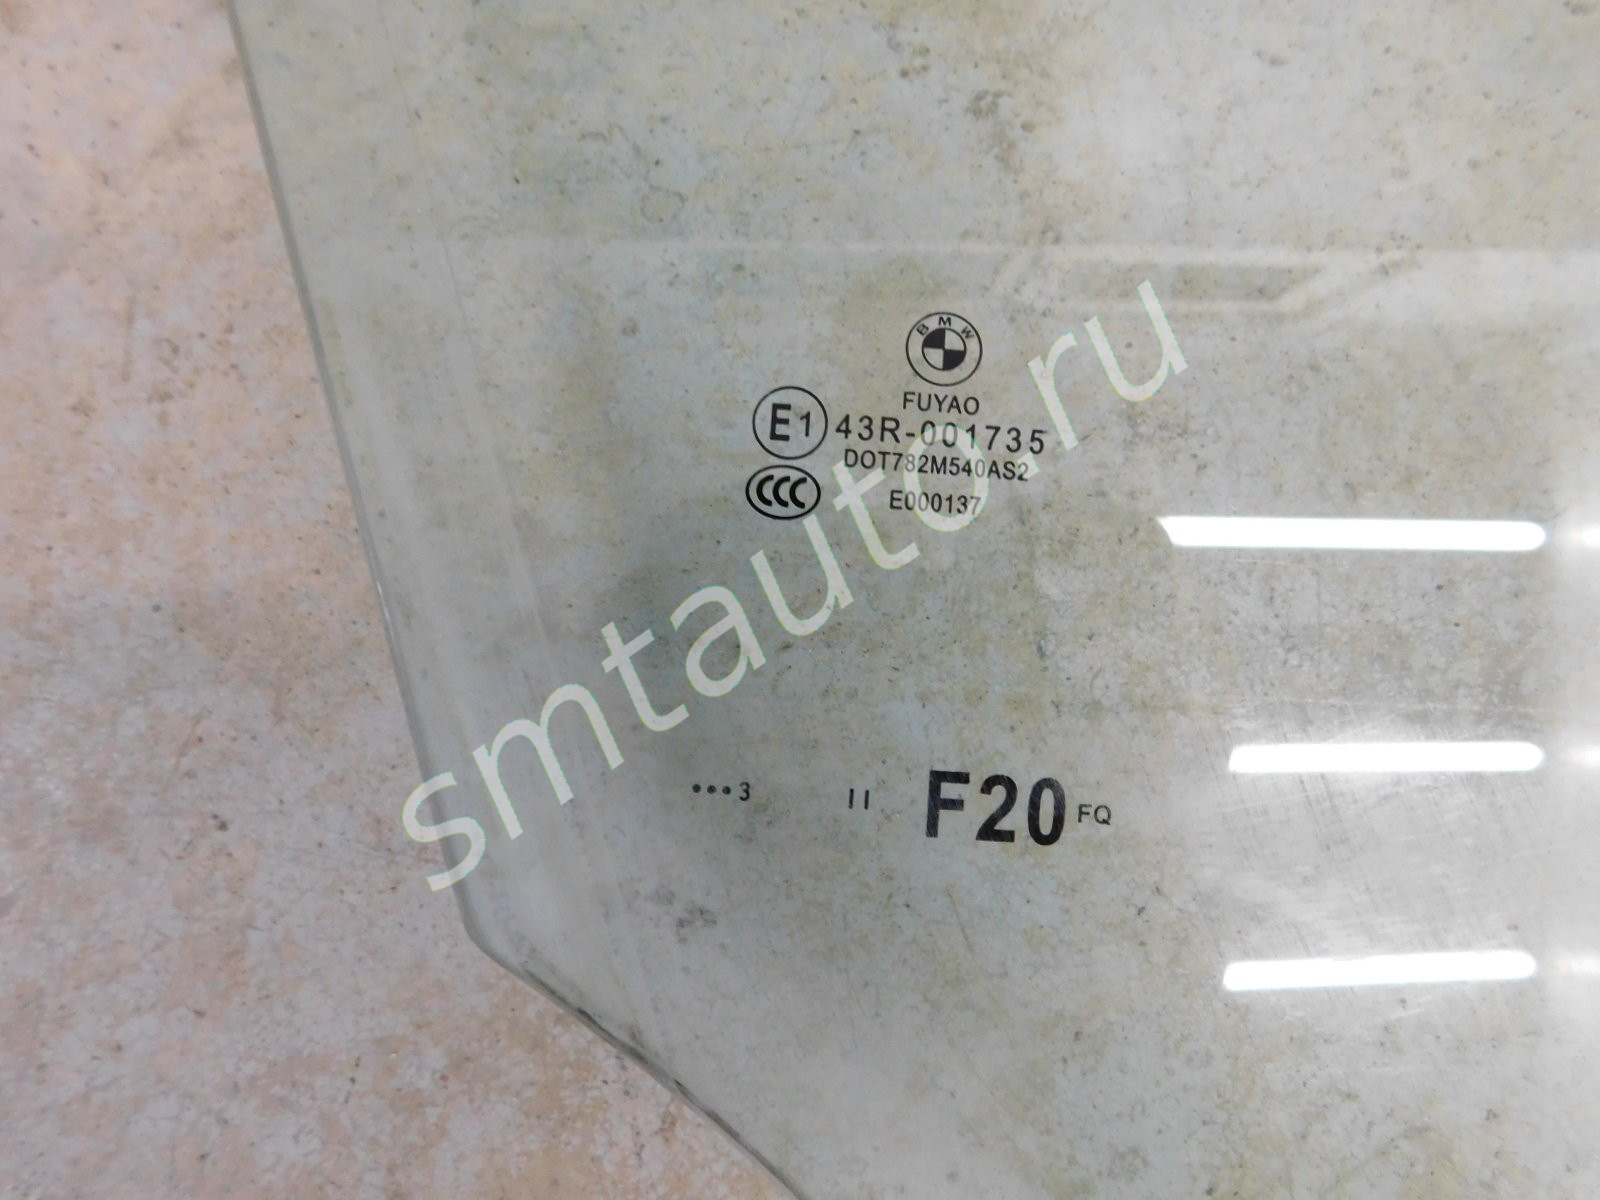 BMW
FUYAO
E1 43R-001735
DOT782M540AS2
CCC E000137
smtauto.ru
•••3 II F20 FQ